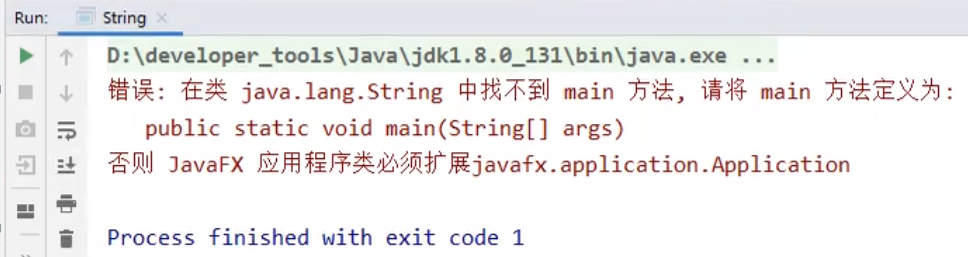 Run: String
D:\developer_tools\Java\jdk1.8.0_131\bin\java.exe ...
错误: 在类 java.lang.String 中找不到 main 方法, 请将 main 方法定义为:
public static void main(String[] args)
否则 JavaFX 应用程序类必须扩展javafx.application.Application
Process finished with exit code 1